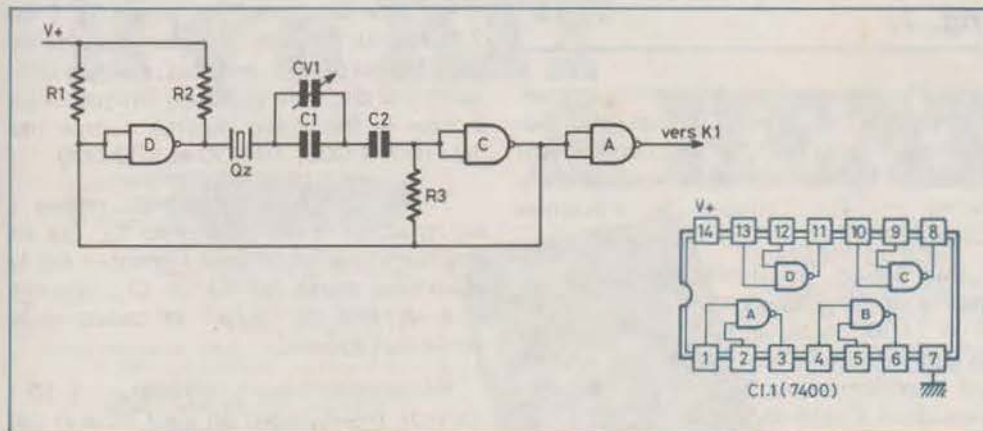 V+
R1
R2
CV1
C1
C2
D
Qz
R3
C
A
vers K1
V+
14 13 12 11 10 9 8
D
C
A
B
1 2 3 4 5 6 7
CI.1 (7400)